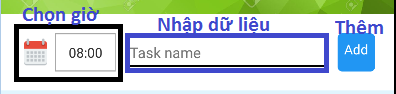 Chọn giờ
Nhập dữ liệu
Thêm
08:00
Task name
Add